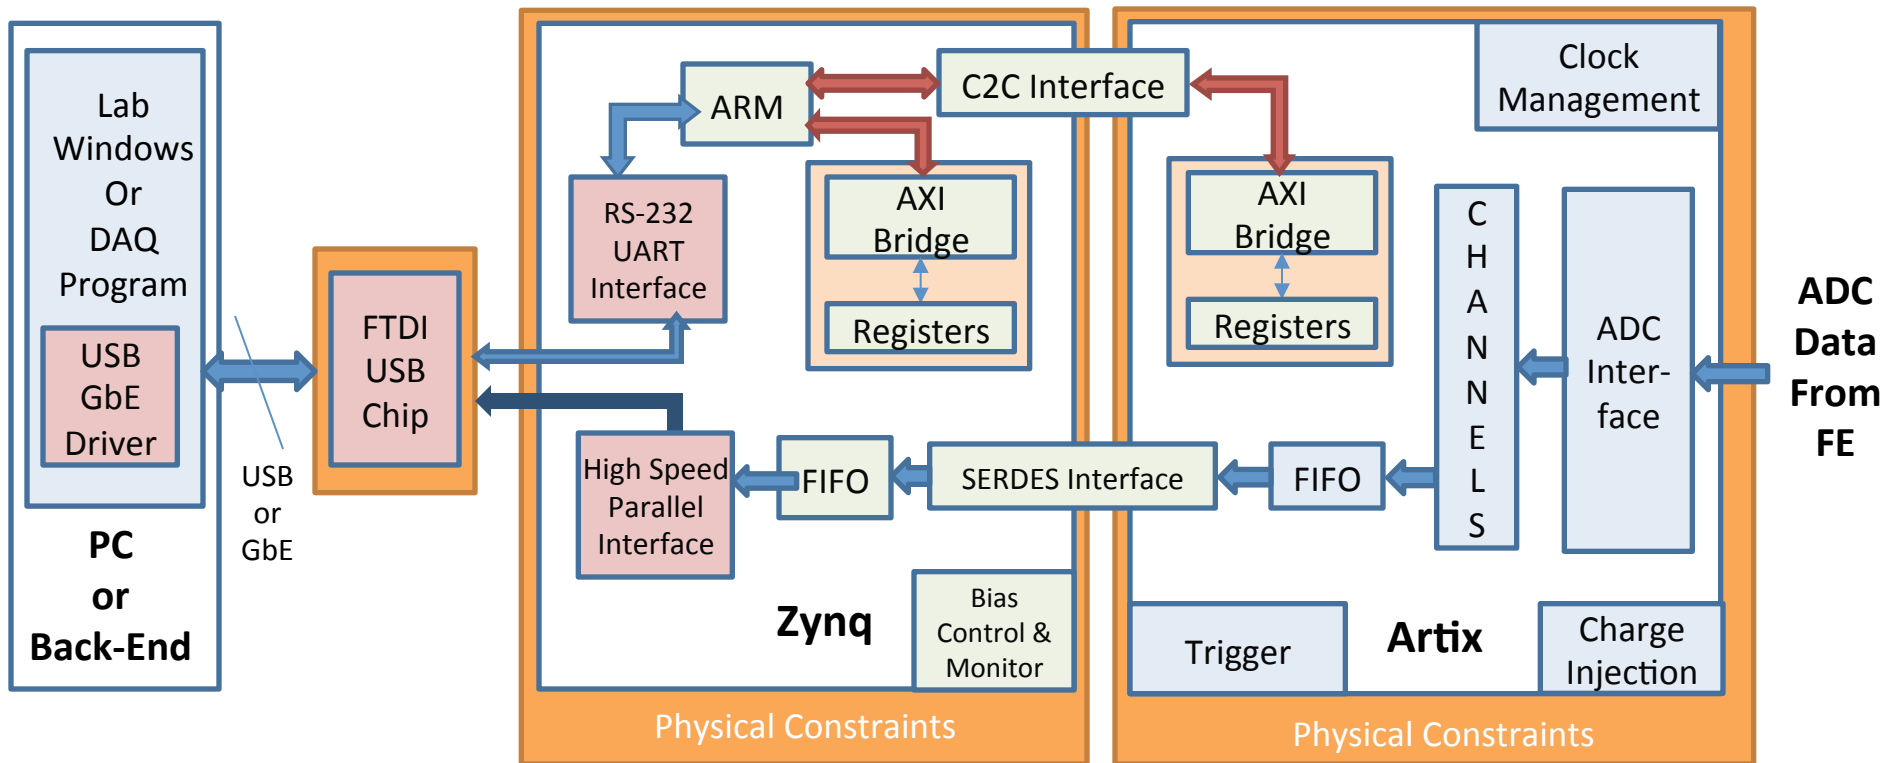 Lab
Windows
Or
DAQ
Program
USB
GbE
Driver
PC
or
Back-End
USB
or
GbE
FTDI
USB
Chip
ARM
C2C Interface
RS-232
UART
Interface
AXI
Bridge
Registers
High Speed
Parallel
Interface
FIFO
SERDES Interface
Zynq
Bias
Control &
Monitor
Physical Constraints
Clock
Management
AXI
Bridge
Registers
C
H
A
N
N
E
L
S
ADC
Inter-
face
FIFO
Trigger
Artix
Charge
Injection
Physical Constraints
ADC
Data
From
FE